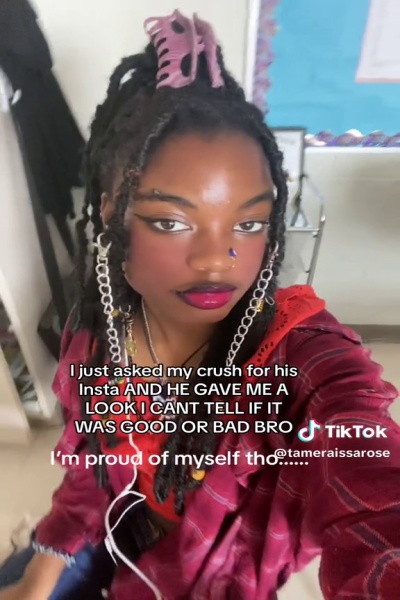 I just asked my crush for his
Insta AND HE GAVE ME A
LOOK I CANT TELL IF IT
WAS GOOD OR BAD BRO
TikTok
@tameraissarose
I'm proud of myself tho......